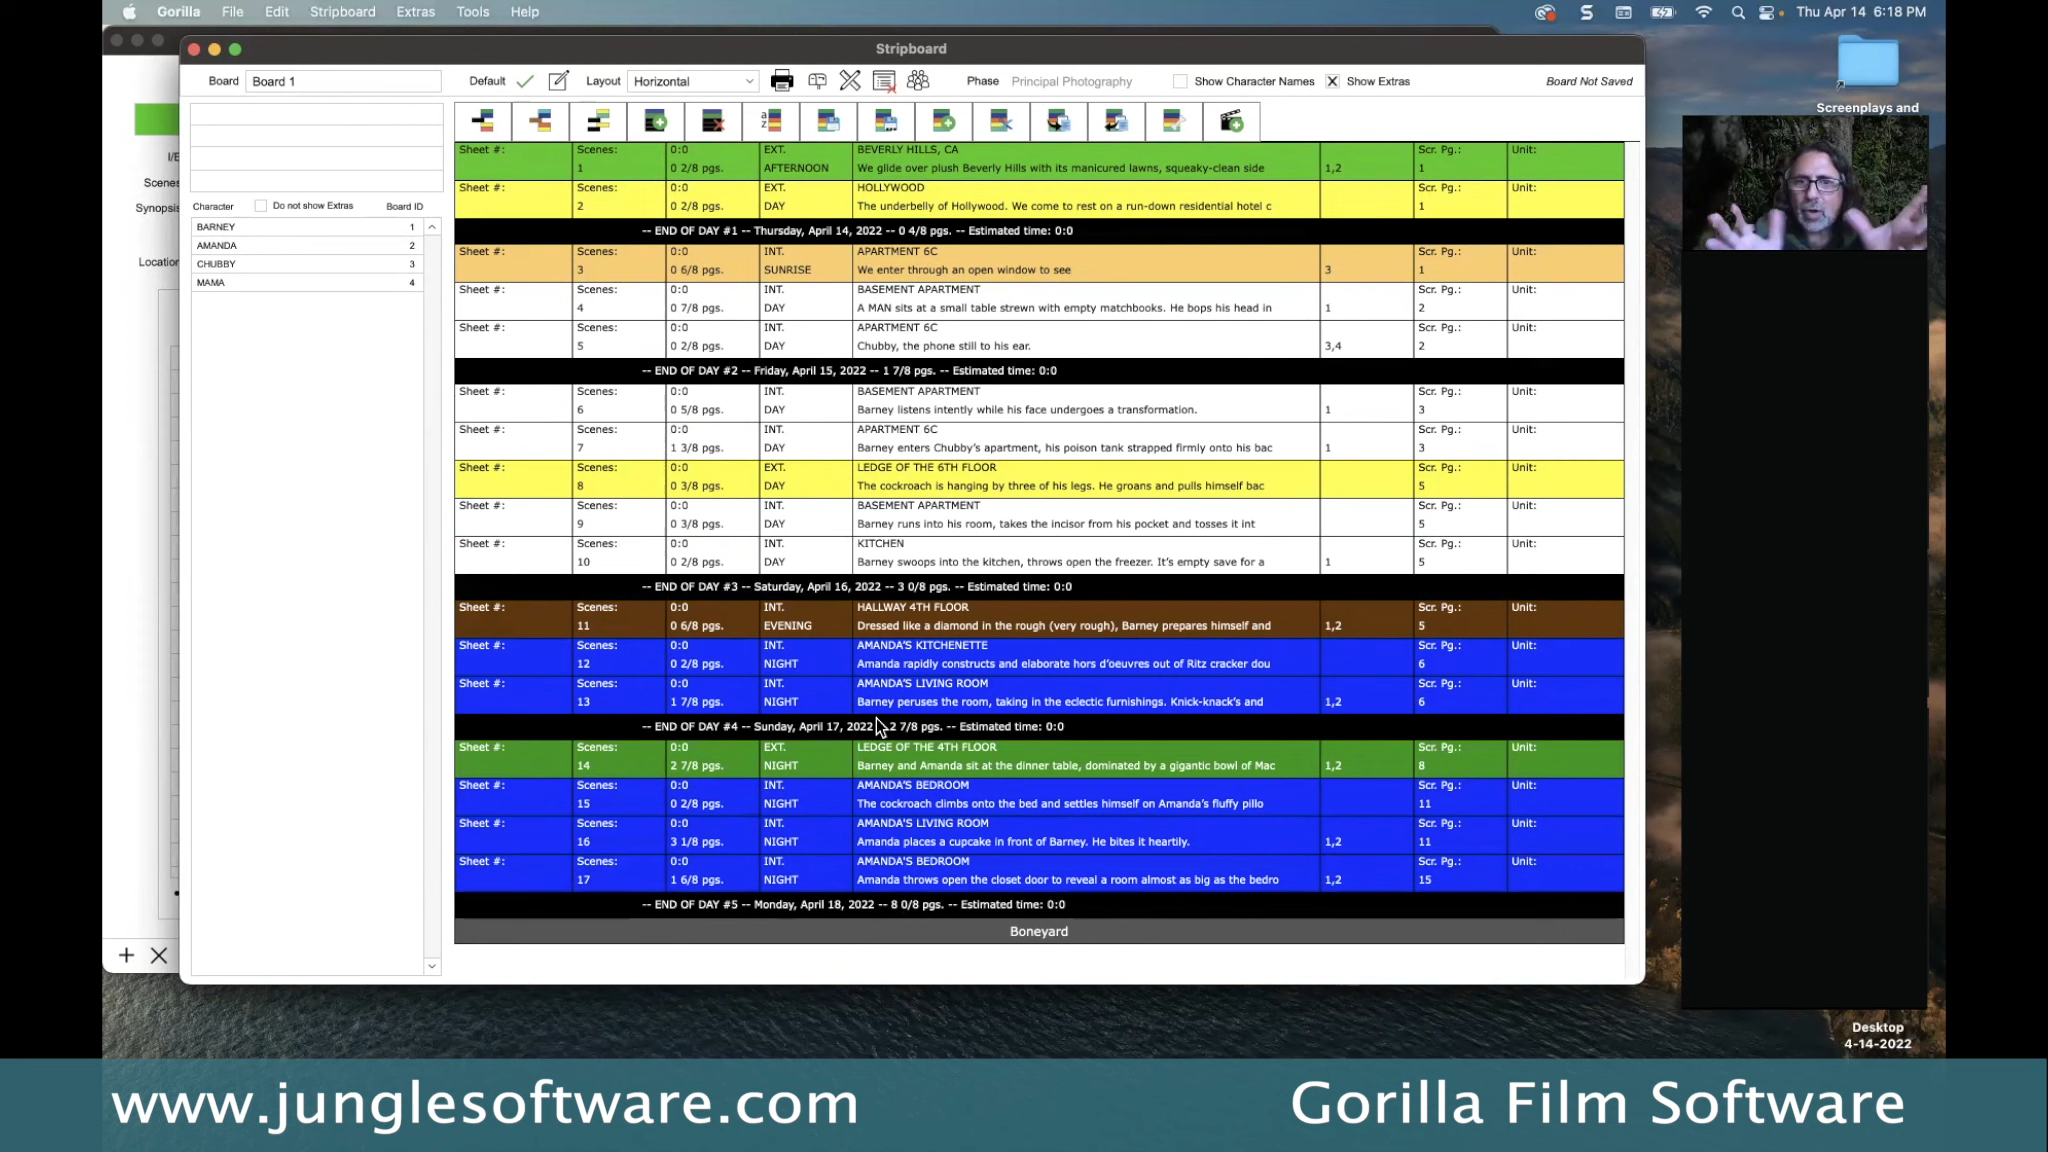 Gorilla File Edit Stripboard Extras Tools Help Thu Apr 14 6:18 PM
Stripboard
Board Board 1 Default Layout Horizontal Phase Principal Photography Show Character Names Show Extras Board Not Saved
Screenplays and
I/E
Scenes
Synopsis
Location
Character Do not show Extras Board ID
BARNEY 1
AMANDA 2
CHUBBY 3
MAMA 4
a
z
Sheet #: Scenes: 0:0 EXT. BEVERLY HILLS, CA Scr. Pg.: Unit:
1 0 2/8 pgs. AFTERNOON We glide over plush Beverly Hills with its manicured lawns, squeaky-clean side 1,2 1
Sheet #: Scenes: 0:0 EXT. HOLLYWOOD Scr. Pg.: Unit:
2 0 2/8 pgs. DAY The underbelly of Hollywood. We come to rest on a run-down residential hotel c 1
-- END OF DAY #1 -- Thursday, April 14, 2022 -- 0 4/8 pgs. -- Estimated time: 0:0
Sheet #: Scenes: 0:0 INT. APARTMENT 6C Scr. Pg.: Unit:
3 0 6/8 pgs. SUNRISE We enter through an open window to see 3 1
Sheet #: Scenes: 0:0 INT. BASEMENT APARTMENT Scr. Pg.: Unit:
4 0 7/8 pgs. DAY A MAN sits at a small table strewn with empty matchbooks. He bops his head in 1 2
Sheet #: Scenes: 0:0 INT. APARTMENT 6C Scr. Pg.: Unit:
5 0 2/8 pgs. DAY Chubby, the phone still to his ear. 3,4 2
-- END OF DAY #2 -- Friday, April 15, 2022 -- 1 7/8 pgs. -- Estimated time: 0:0
Sheet #: Scenes: 0:0 INT. BASEMENT APARTMENT Scr. Pg.: Unit:
6 0 5/8 pgs. DAY Barney listens intently while his face undergoes a transformation. 1 3
Sheet #: Scenes: 0:0 INT. APARTMENT 6C Scr. Pg.: Unit:
7 1 3/8 pgs. DAY Barney enters Chubby's apartment, his poison tank strapped firmly onto his bac 1 3
Sheet #: Scenes: 0:0 EXT. LEDGE OF THE 6TH FLOOR Scr. Pg.: Unit:
8 0 3/8 pgs. DAY The cockroach is hanging by three of his legs. He groans and pulls himself bac 5
Sheet #: Scenes: 0:0 INT. BASEMENT APARTMENT Scr. Pg.: Unit:
9 0 3/8 pgs. DAY Barney runs into his room, takes the incisor from his pocket and tosses it int 5
Sheet #: Scenes: 0:0 INT. KITCHEN Scr. Pg.: Unit:
10 0 2/8 pgs. DAY Barney swoops into the kitchen, throws open the freezer. It's empty save for a 1 5
-- END OF DAY #3 -- Saturday, April 16, 2022 -- 3 0/8 pgs. -- Estimated time: 0:0
Sheet #: Scenes: 0:0 INT. HALLWAY 4TH FLOOR Scr. Pg.: Unit:
11 0 6/8 pgs. EVENING Dressed like a diamond in the rough (very rough), Barney prepares himself and 1,2 5
Sheet #: Scenes: 0:0 INT. AMANDA'S KITCHENETTE Scr. Pg.: Unit:
12 0 2/8 pgs. NIGHT Amanda rapidly constructs and elaborate hors d'oeuvres out of Ritz cracker dou 6
Sheet #: Scenes: 0:0 INT. AMANDA'S LIVING ROOM Scr. Pg.: Unit:
13 1 7/8 pgs. NIGHT Barney peruses the room, taking in the eclectic furnishings. Knick-knack's and 1,2 6
-- END OF DAY #4 -- Sunday, April 17, 2022 2 7/8 pgs. -- Estimated time: 0:0
Sheet #: Scenes: 0:0 EXT. LEDGE OF THE 4TH FLOOR Scr. Pg.: Unit:
14 2 7/8 pgs. NIGHT Barney and Amanda sit at the dinner table, dominated by a gigantic bowl of Mac 1,2 8
Sheet #: Scenes: 0:0 INT. AMANDA'S BEDROOM Scr. Pg.: Unit:
15 0 2/8 pgs. NIGHT The cockroach climbs onto the bed and settles himself on Amanda's fluffy pillo 11
Sheet #: Scenes: 0:0 INT. AMANDA'S LIVING ROOM Scr. Pg.: Unit:
16 3 1/8 pgs. NIGHT Amanda places a cupcake in front of Barney. He bites it heartily. 1,2 11
Sheet #: Scenes: 0:0 INT. AMANDA'S BEDROOM Scr. Pg.: Unit:
17 1 6/8 pgs. NIGHT Amanda throws open the closet door to reveal a room almost as big as the bedro 1,2 15
-- END OF DAY #5 -- Monday, April 18, 2022 -- 8 0/8 pgs. -- Estimated time: 0:0
Boneyard
Desktop
4-14-2022
www.junglesoftware.com Gorilla Film Software